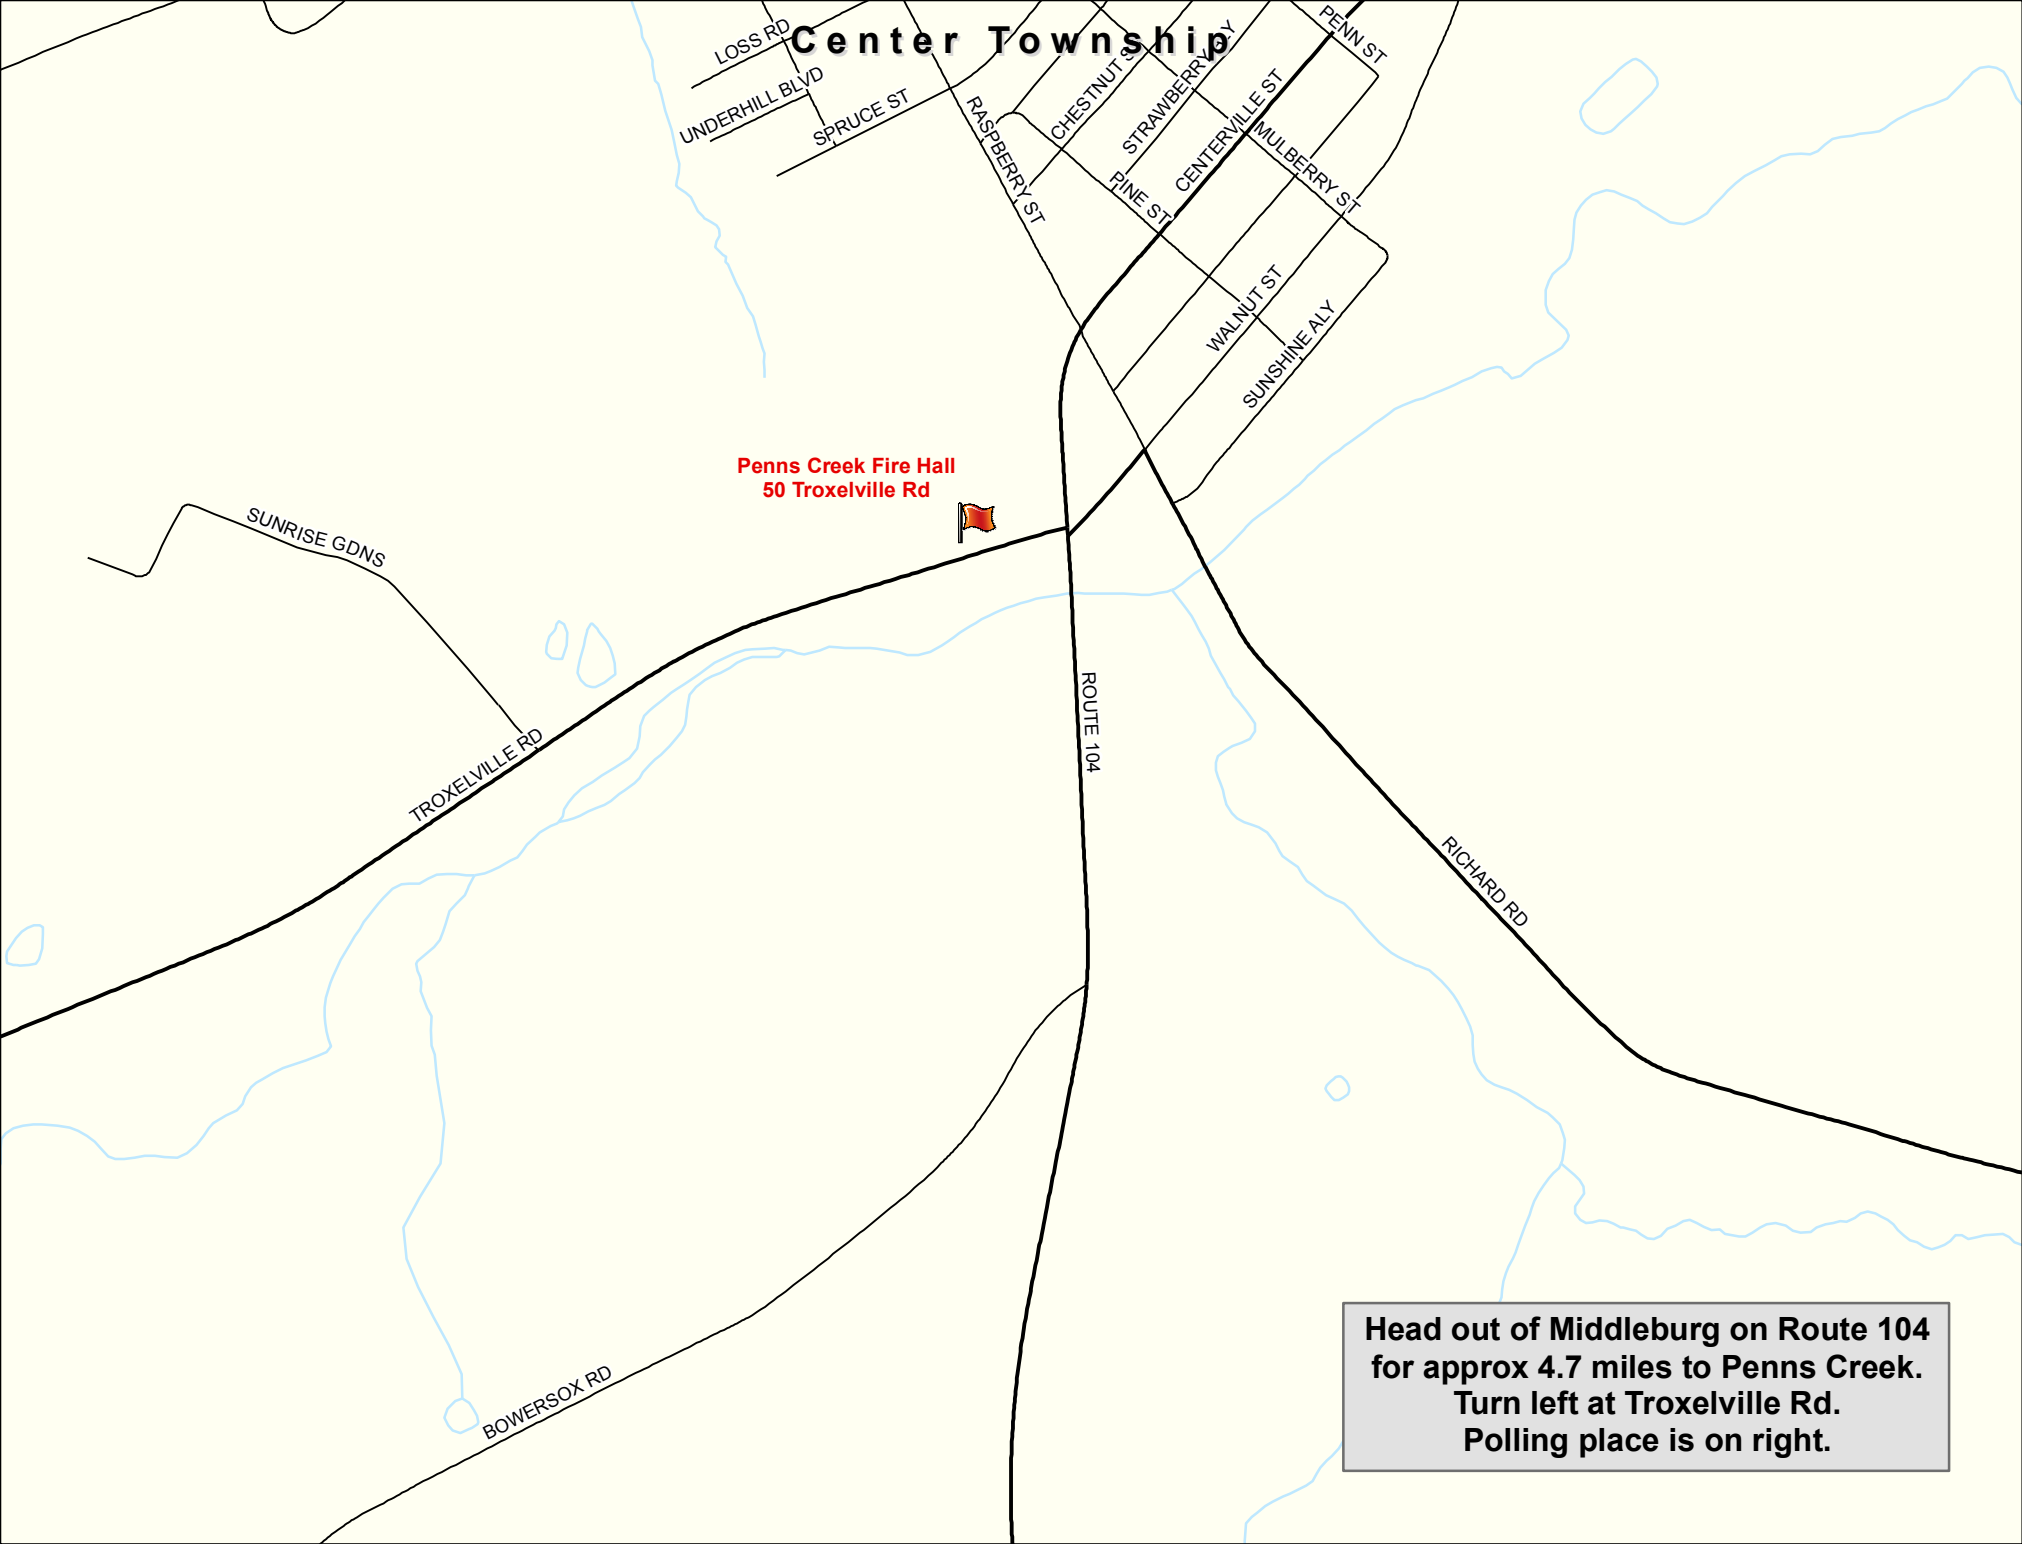 Center Township
LOSS RD
UNDERHILL BLVD
SPRUCE ST
RASPBERRY ST
CHESTNUT ST
STRAWBERRY ALY
CENTERVILLE ST
PENN ST
MULBERRY ST
PINE ST
WALNUT ST
SUNSHINE ALY
Penns Creek Fire Hall
50 Troxelville Rd
SUNRISE GDNS
TROXELVILLE RD
ROUTE 104
RICHARD RD
BOWERSOX RD
Head out of Middleburg on Route 104
for approx 4.7 miles to Penns Creek.
Turn left at Troxelville Rd.
Polling place is on right.